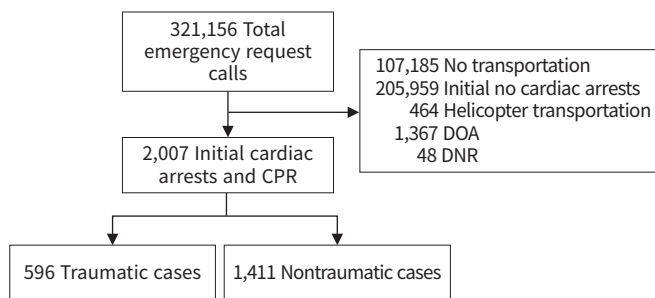 321,156 Total
emergency request
calls
107,185 No transportation
205,959 Initial no cardiac arrests
464 Helicopter transportation
1,367 DOA
48 DNR
2,007 Initial cardiac
arrests and CPR
596 Traumatic cases
1,411 Nontraumatic cases